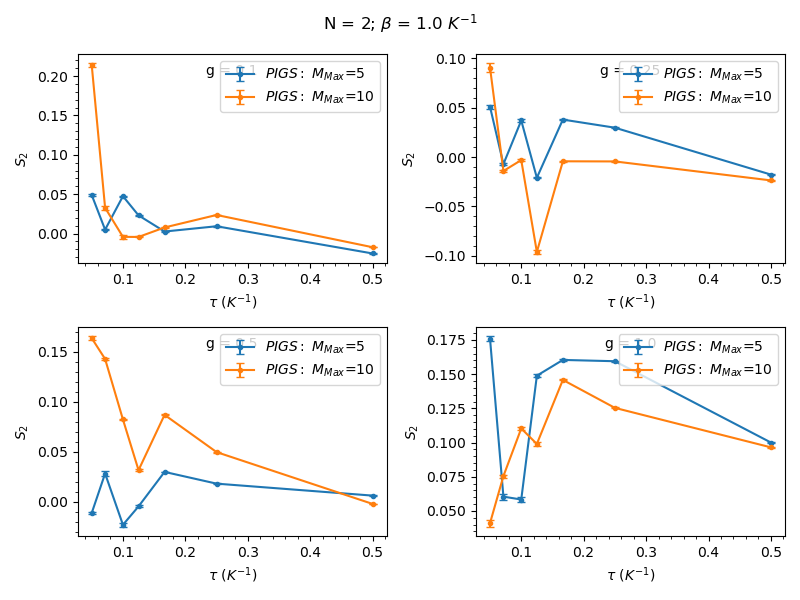 N = 2; β = 1.0 K⁻¹
g = 0.1
PIGS : M_Max=5
PIGS : M_Max=10
S₂
0.20
0.15
0.10
0.05
0.00
0.1 0.2 0.3 0.4 0.5
τ (K⁻¹)
g = 0.25
PIGS : M_Max=5
PIGS : M_Max=10
S₂
0.10
0.05
0.00
−0.05
−0.10
0.1 0.2 0.3 0.4 0.5
τ (K⁻¹)
g = 0.5
PIGS : M_Max=5
PIGS : M_Max=10
S₂
0.15
0.10
0.05
0.00
0.1 0.2 0.3 0.4 0.5
τ (K⁻¹)
g =
PIGS : M_Max=5
PIGS : M_Max=10
S₂
0.175
0.150
0.125
0.100
0.075
0.050
0.1 0.2 0.3 0.4 0.5
τ (K⁻¹)